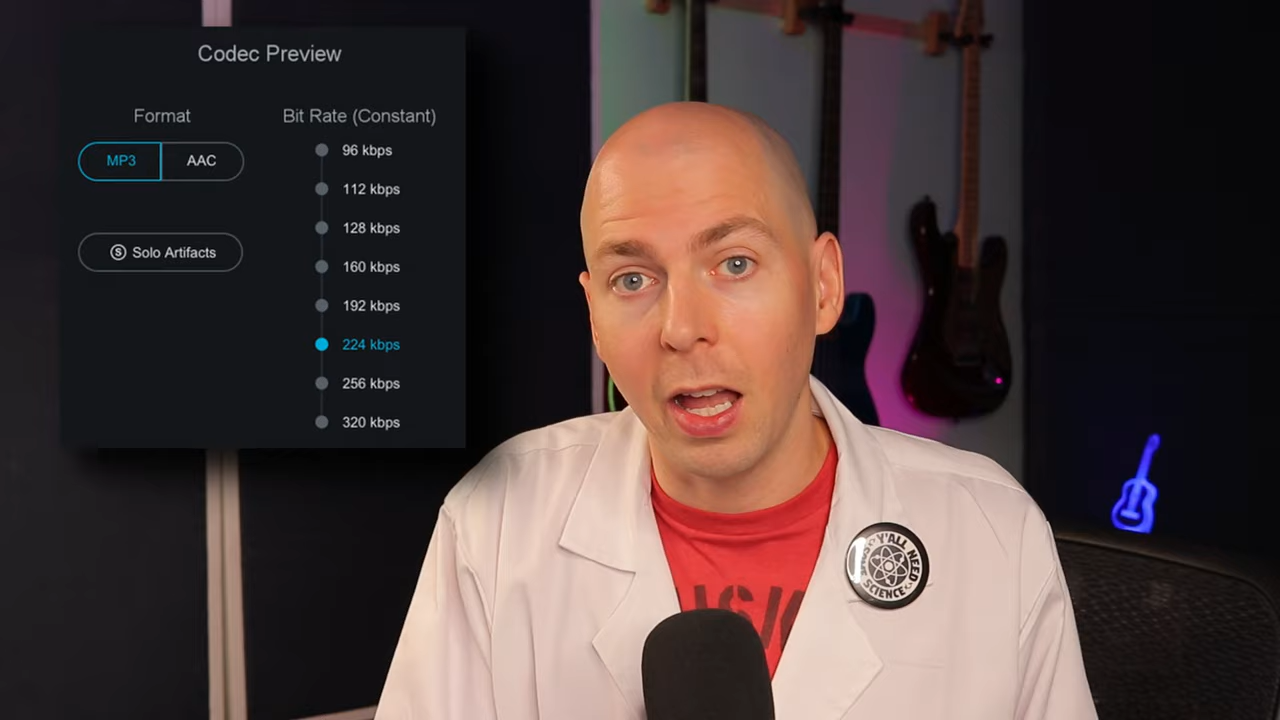 Codec Preview
Format
Bit Rate (Constant)
MP3
AAC
Solo Artifacts
96 kbps
112 kbps
128 kbps
160 kbps
192 kbps
224 kbps
256 kbps
320 kbps
Y'ALL NEED
SCIENCE